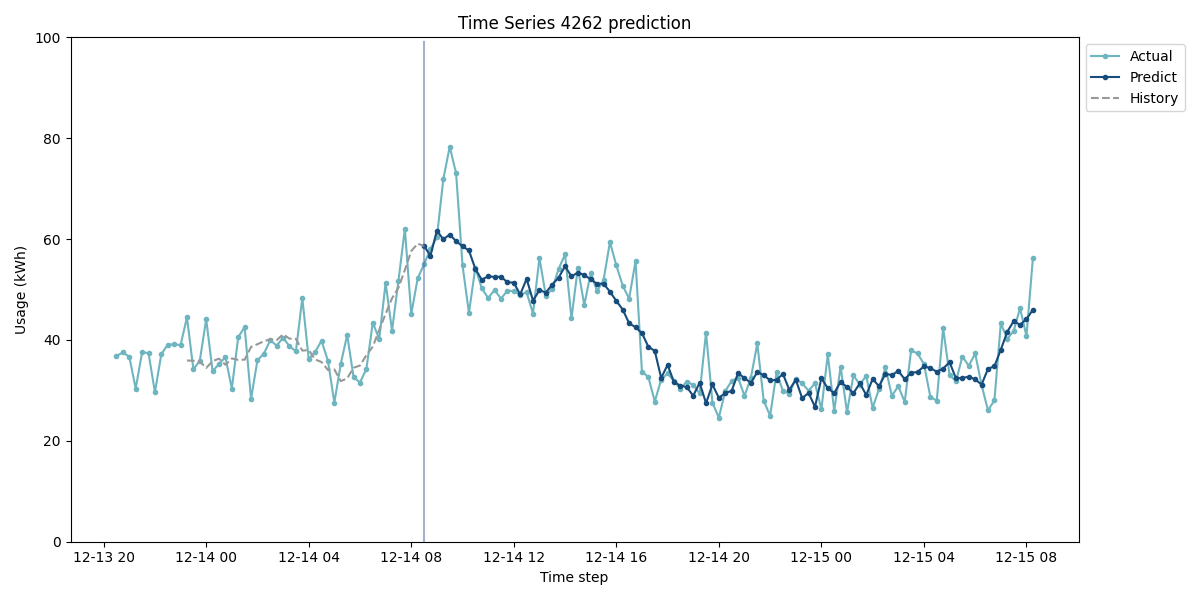 Time Series 4262 prediction
Usage (kWh)
100
80
60
40
20
0
12-13 20
12-14 00
12-14 04
12-14 08
12-14 12
12-14 16
12-14 20
12-15 00
12-15 04
12-15 08
Time step
Actual
Predict
History